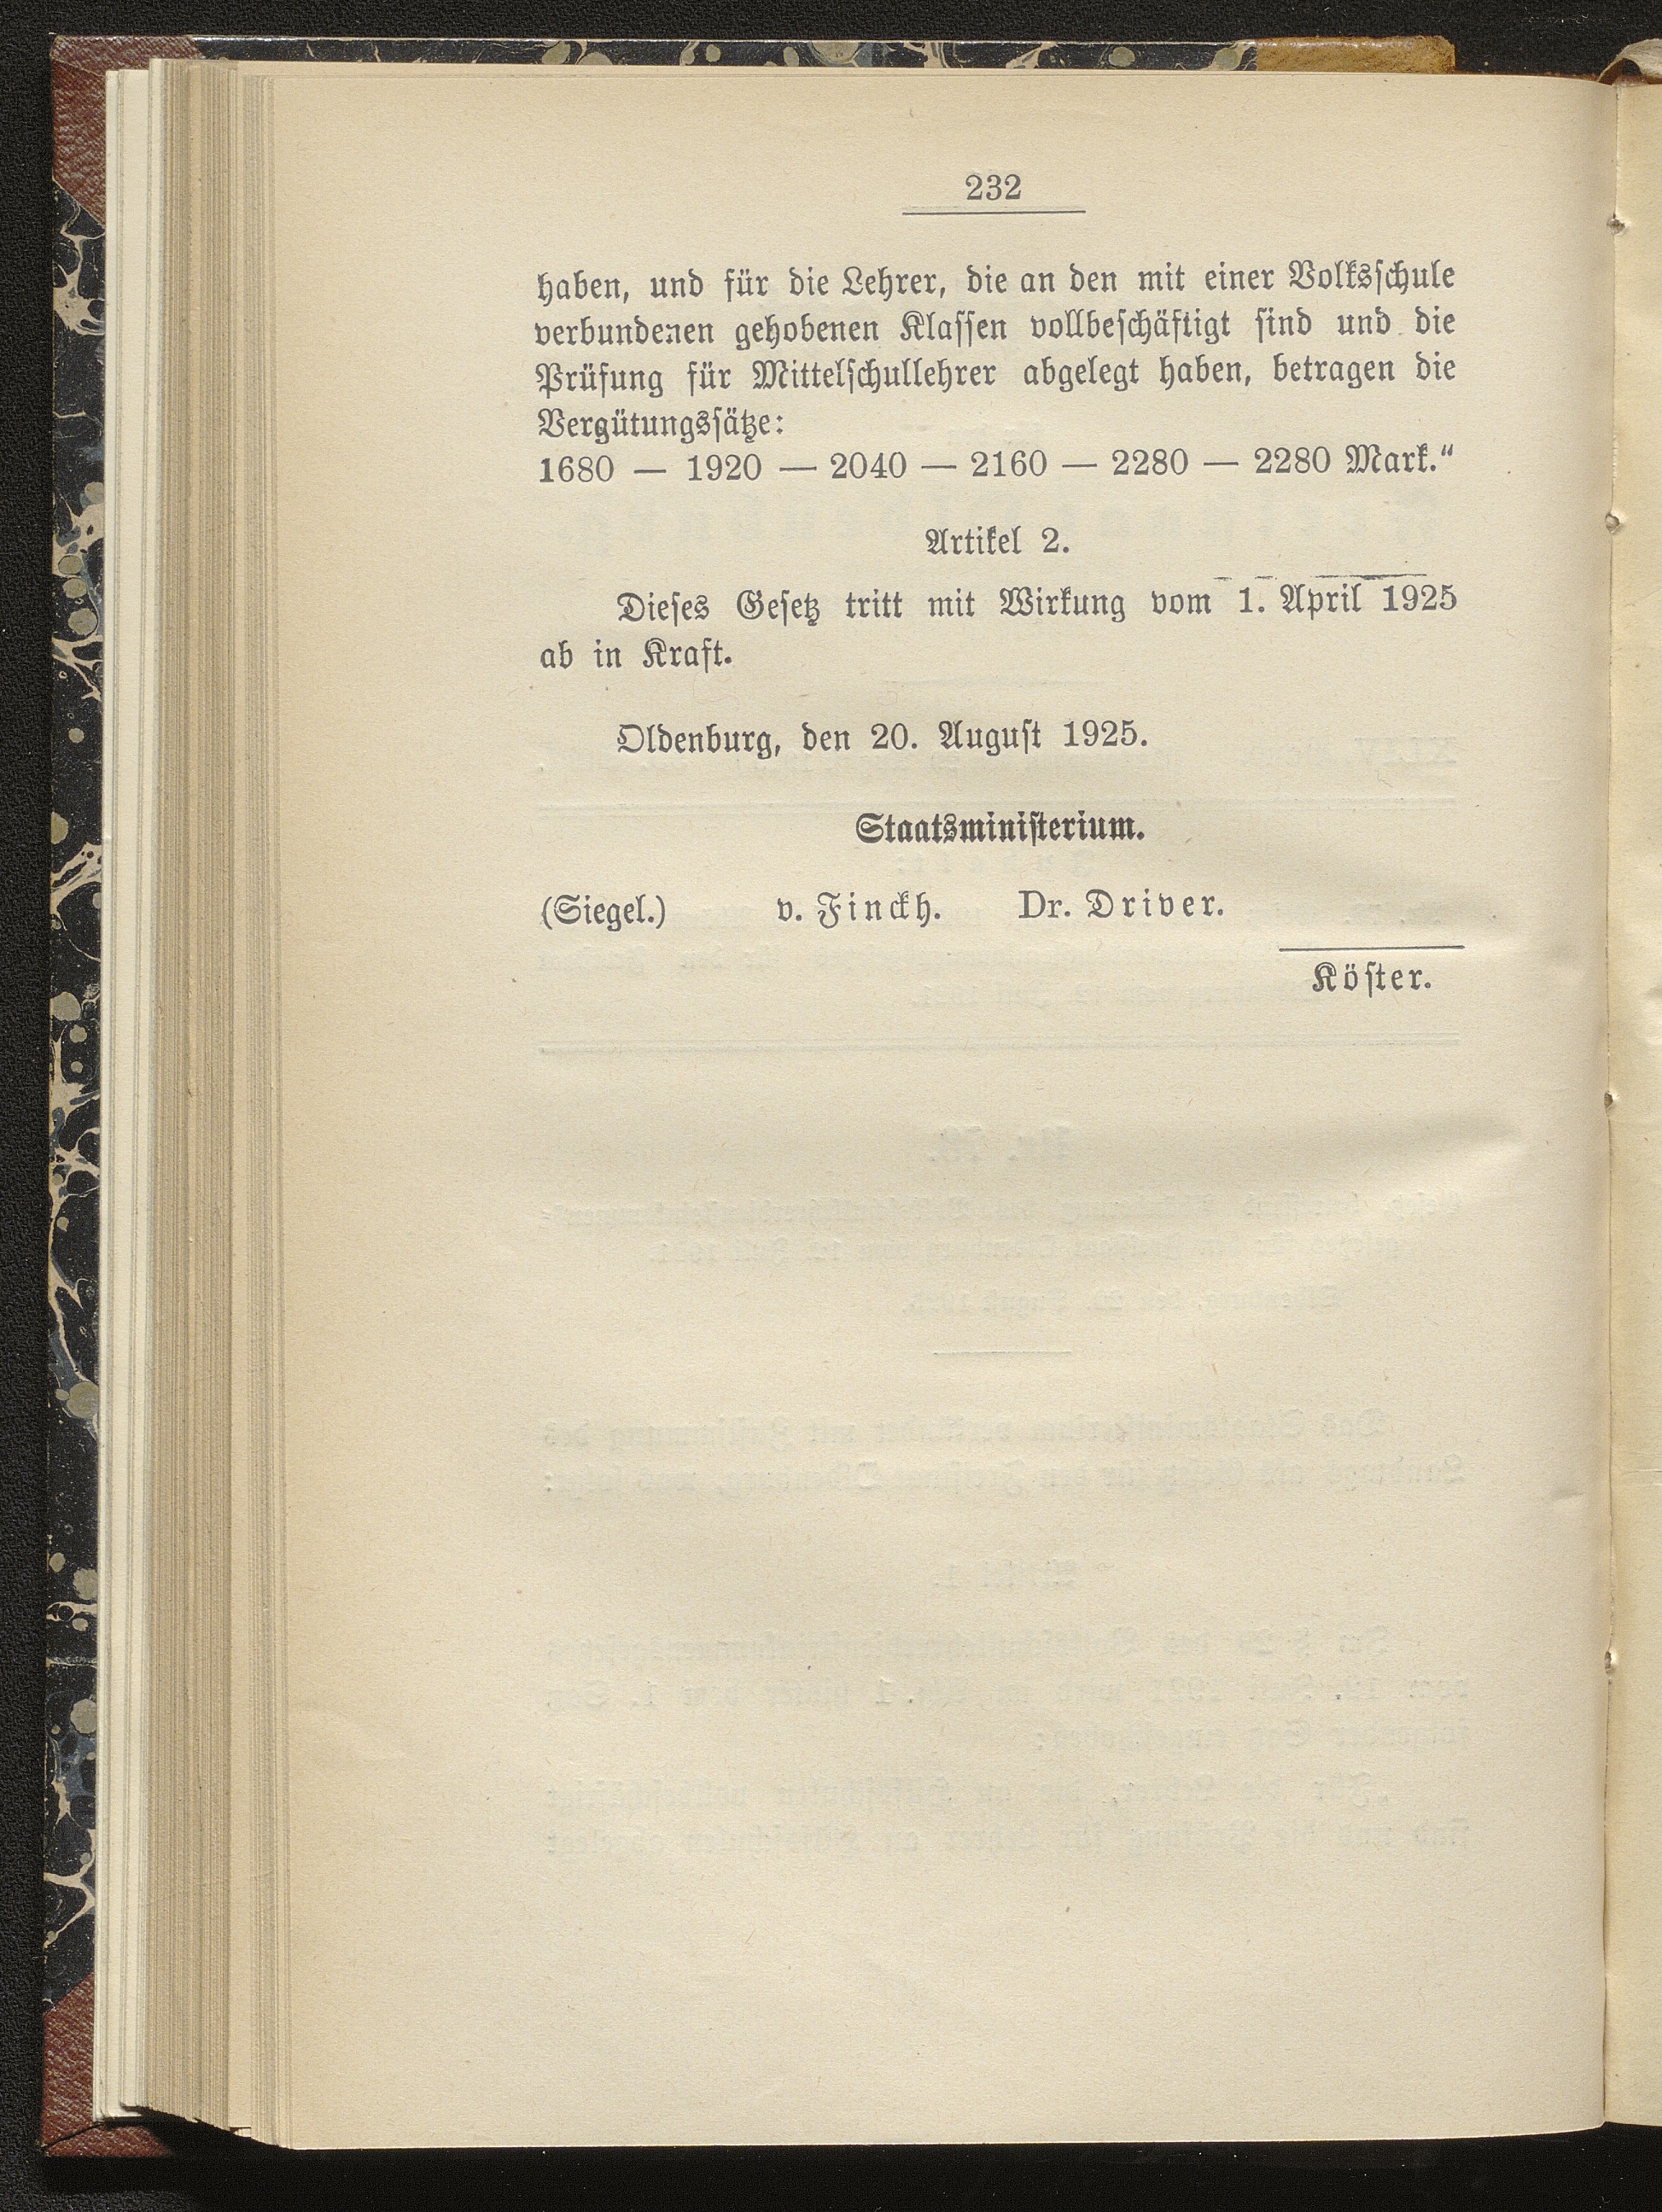 232
haben, und für die Lehrer, die an den mit einer Volksschule
verbundenen gehobenen Klassen vollbeschäftigt sind und die
Prüfung für Mittelschullehrer abgelegt haben, betragen die
Vergütungssätze:
1680 — 1920 — 2040 — 2160 — 2280 — 2280 Mark.“
Artikel 2.
Dieses Gesetz tritt mit Wirkung vom 1. April 1925
ab in Kraft.
Oldenburg, den 20. August 1925.
Staatsministerium.
(Siegel.) v. Finckh. Dr. Driver.
Köster.